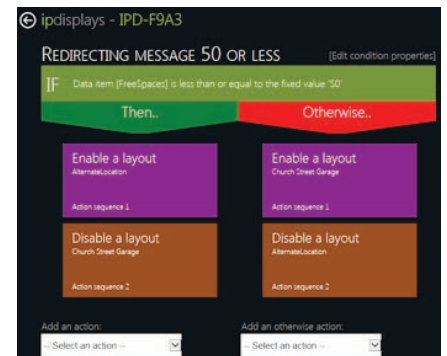 ipdisplays - IPD-F9A3
REDIRECTING MESSAGE 50 OR LESS
[Edit condition properties]
IF Data item [FreeSpaces] is less than or equal to the fixed value '50'
Then..
Otherwise..
Enable a layout
AlternateLocation
Action sequence 1
Enable a layout
Church Street Garage
Action sequence 1
Disable a layout
Church Street Garage
Action sequence 2
Disable a layout
AlternateLocation
Action sequence 2
Add an action:
-- Select an action --
Add an otherwise action:
-- Select an action --